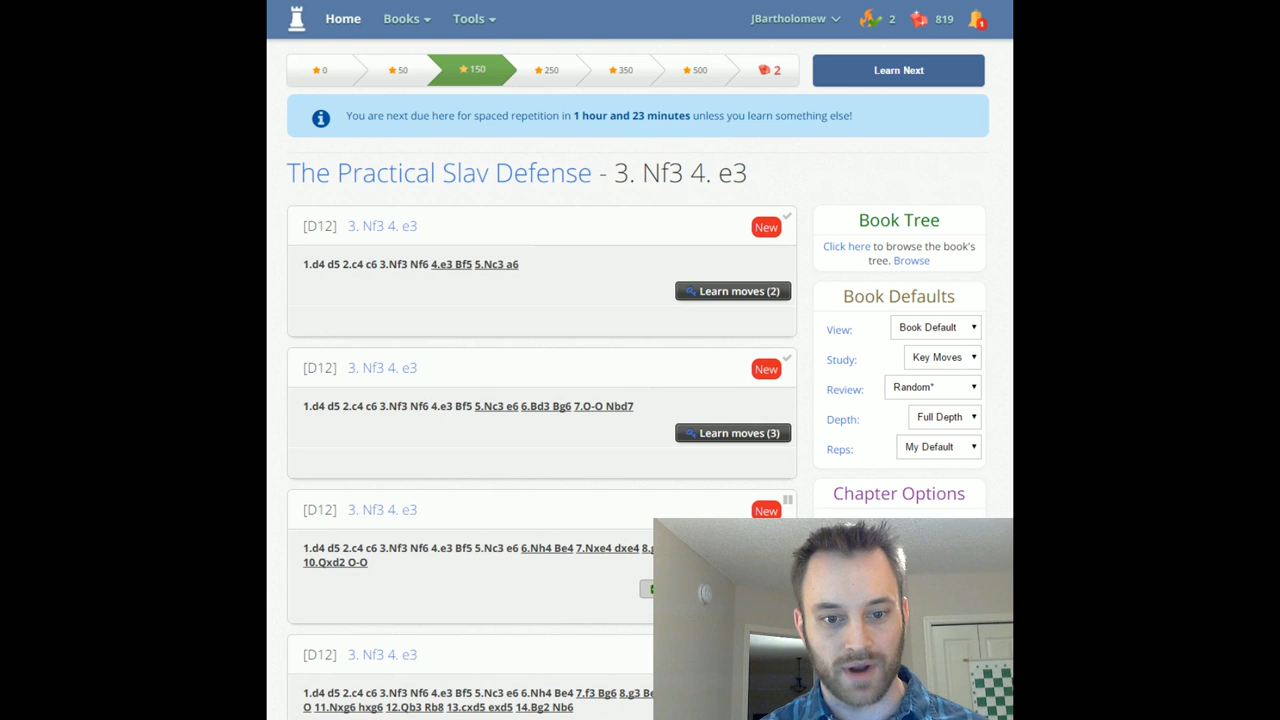 Home Books Tools JBartholomew 2 819 1
0 50 150 250 350 500 2 Learn Next
You are next due here for spaced repetition in 1 hour and 23 minutes unless you learn something else!
The Practical Slav Defense - 3. Nf3 4. e3
[D12] 3. Nf3 4. e3 New
1.d4 d5 2.c4 c6 3.Nf3 Nf6 4.e3 Bf5 5.Nc3 a6
Learn moves (2)
[D12] 3. Nf3 4. e3 New
1.d4 d5 2.c4 c6 3.Nf3 Nf6 4.e3 Bf5 5.Nc3 e6 6.Bd3 Bg6 7.O-O Nbd7
Learn moves (3)
[D12] 3. Nf3 4. e3 New
1.d4 d5 2.c4 c6 3.Nf3 Nf6 4.e3 Bf5 5.Nc3 e6 6.Nh4 Be4 7.Nxe4 dxe4
10.Qxd2 O-O
[D12] 3. Nf3 4. e3
1.d4 d5 2.c4 c6 3.Nf3 Nf6 4.e3 Bf5 5.Nc3 e6 6.Nh4 Be4 7.f3 Bg6 8.g3
O 11.Nxg6 hxg6 12.Qb3 Rb8 13.cxd5 exd5 14.Bg2 Nb6
Book Tree
Click here to browse the book's
tree. Browse
Book Defaults
View: Book Default
Study: Key Moves
Review: Random*
Depth: Full Depth
Reps: My Default
Chapter Options